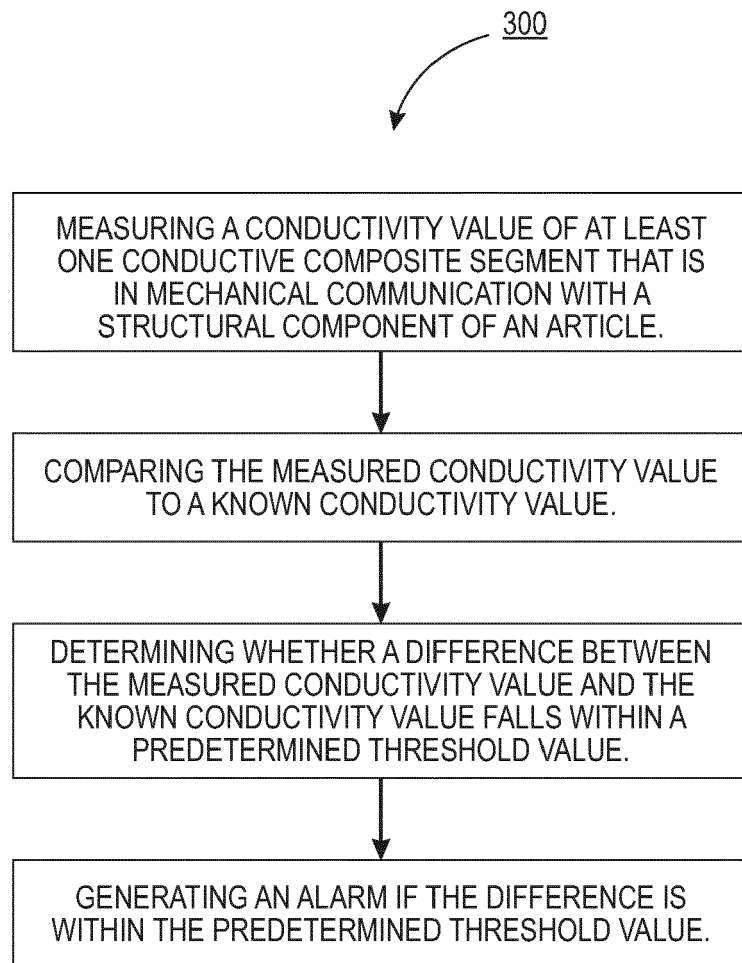 300
MEASURING A CONDUCTIVITY VALUE OF AT LEAST
ONE CONDUCTIVE COMPOSITE SEGMENT THAT IS
IN MECHANICAL COMMUNICATION WITH A
STRUCTURAL COMPONENT OF AN ARTICLE.
COMPARING THE MEASURED CONDUCTIVITY VALUE
TO A KNOWN CONDUCTIVITY VALUE.
DETERMINING WHETHER A DIFFERENCE BETWEEN
THE MEASURED CONDUCTIVITY VALUE AND THE
KNOWN CONDUCTIVITY VALUE FALLS WITHIN A
PREDETERMINED THRESHOLD VALUE.
GENERATING AN ALARM IF THE DIFFERENCE IS
WITHIN THE PREDETERMINED THRESHOLD VALUE.